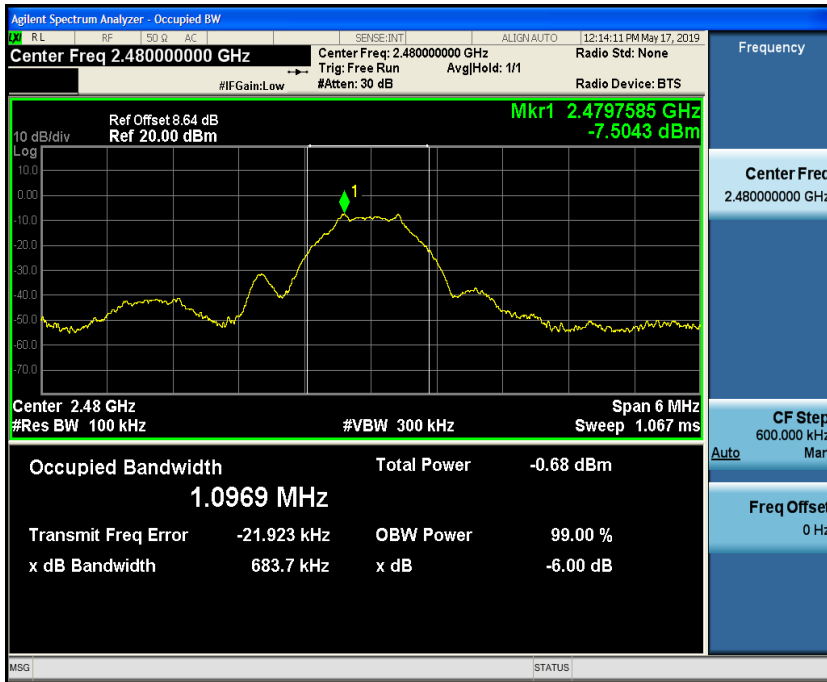 Agilent Spectrum Analyzer - Occupied BW
LXI RL RF 50 Ω AC SENSE:INT ALIGN AUTO 12:14:11 PM May 17, 2019
Center Freq 2.480000000 GHz Center Freq: 2.480000000 GHz Radio Std: None Frequency
Trig: Free Run Avg|Hold: 1/1
#IFGain:Low #Atten: 30 dB Radio Device: BTS
Mkr1 2.4797585 GHz
-7.5043 dBm
Ref Offset 8.64 dB
10 dB/div Ref 20.00 dBm
Log
10.0
0.00
-10.0
-20.0
-30.0
-40.0
-50.0
-60.0
-70.0
1
Center Freq
2.480000000 GHz
Center 2.48 GHz Span 6 MHz
#Res BW 100 kHz #VBW 300 kHz Sweep 1.067 ms
CF Step
600.000 kHz
Auto Man
Occupied Bandwidth Total Power -0.68 dBm
1.0969 MHz
Transmit Freq Error -21.923 kHz OBW Power 99.00 %
x dB Bandwidth 683.7 kHz x dB -6.00 dB
Freq Offset
0 Hz
MSG STATUS